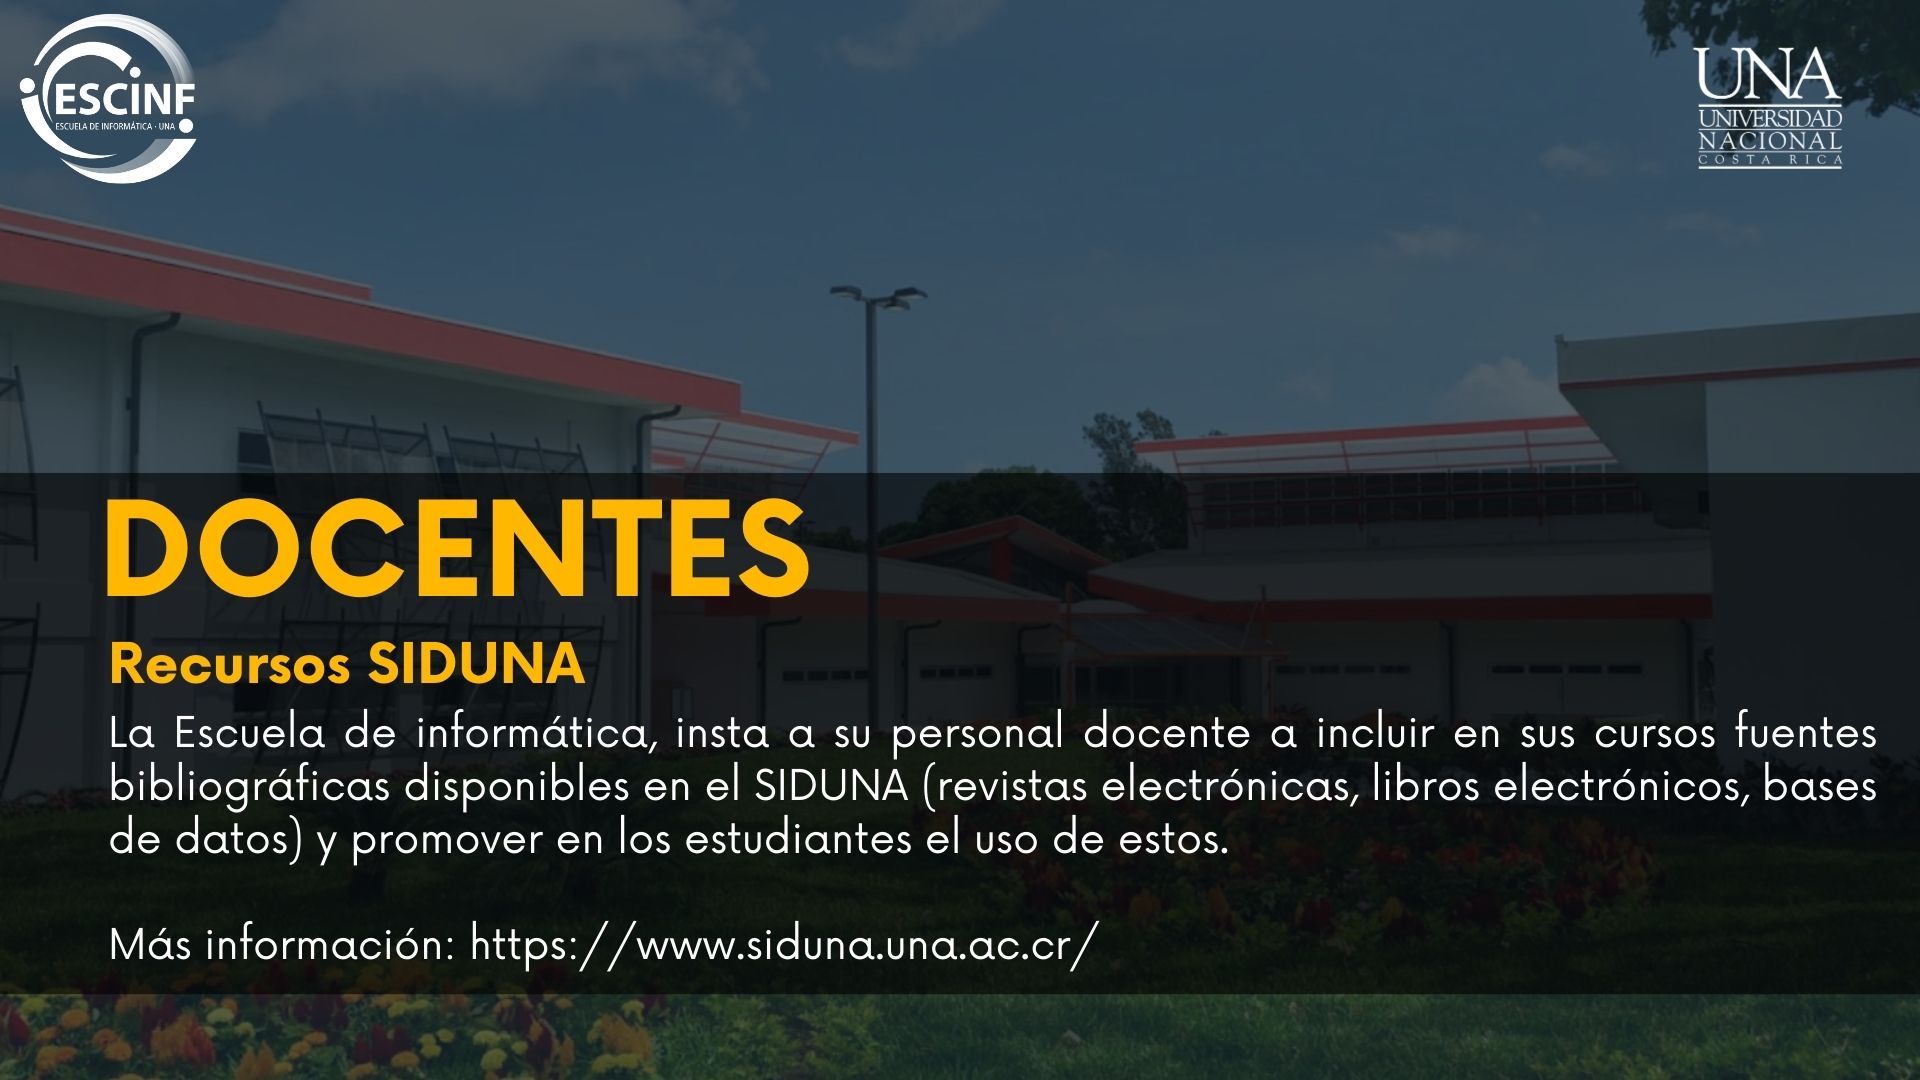 ESCINF
ESCUELA DE INFORMÁTICA · UNA
UNA
UNIVERSIDAD
NACIONAL
COSTA RICA
DOCENTES
Recursos SIDUNA
La Escuela de informática, insta a su personal docente a incluir en sus cursos fuentes
bibliográficas disponibles en el SIDUNA (revistas electrónicas, libros electrónicos, bases
de datos) y promover en los estudiantes el uso de estos.
Más información: https://www.siduna.una.ac.cr/